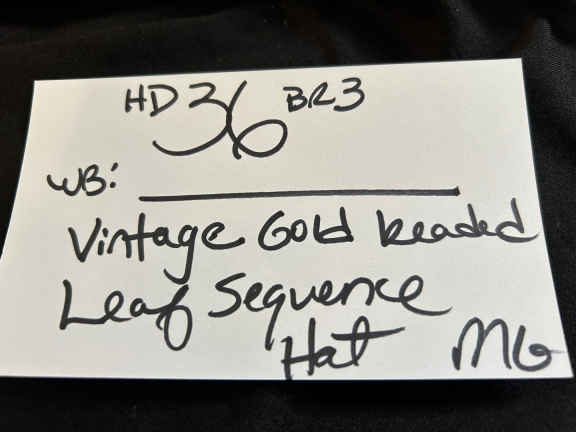 HD 36 BR3
WB:
Vintage Gold beaded
Leaf Sequence
Hat MG